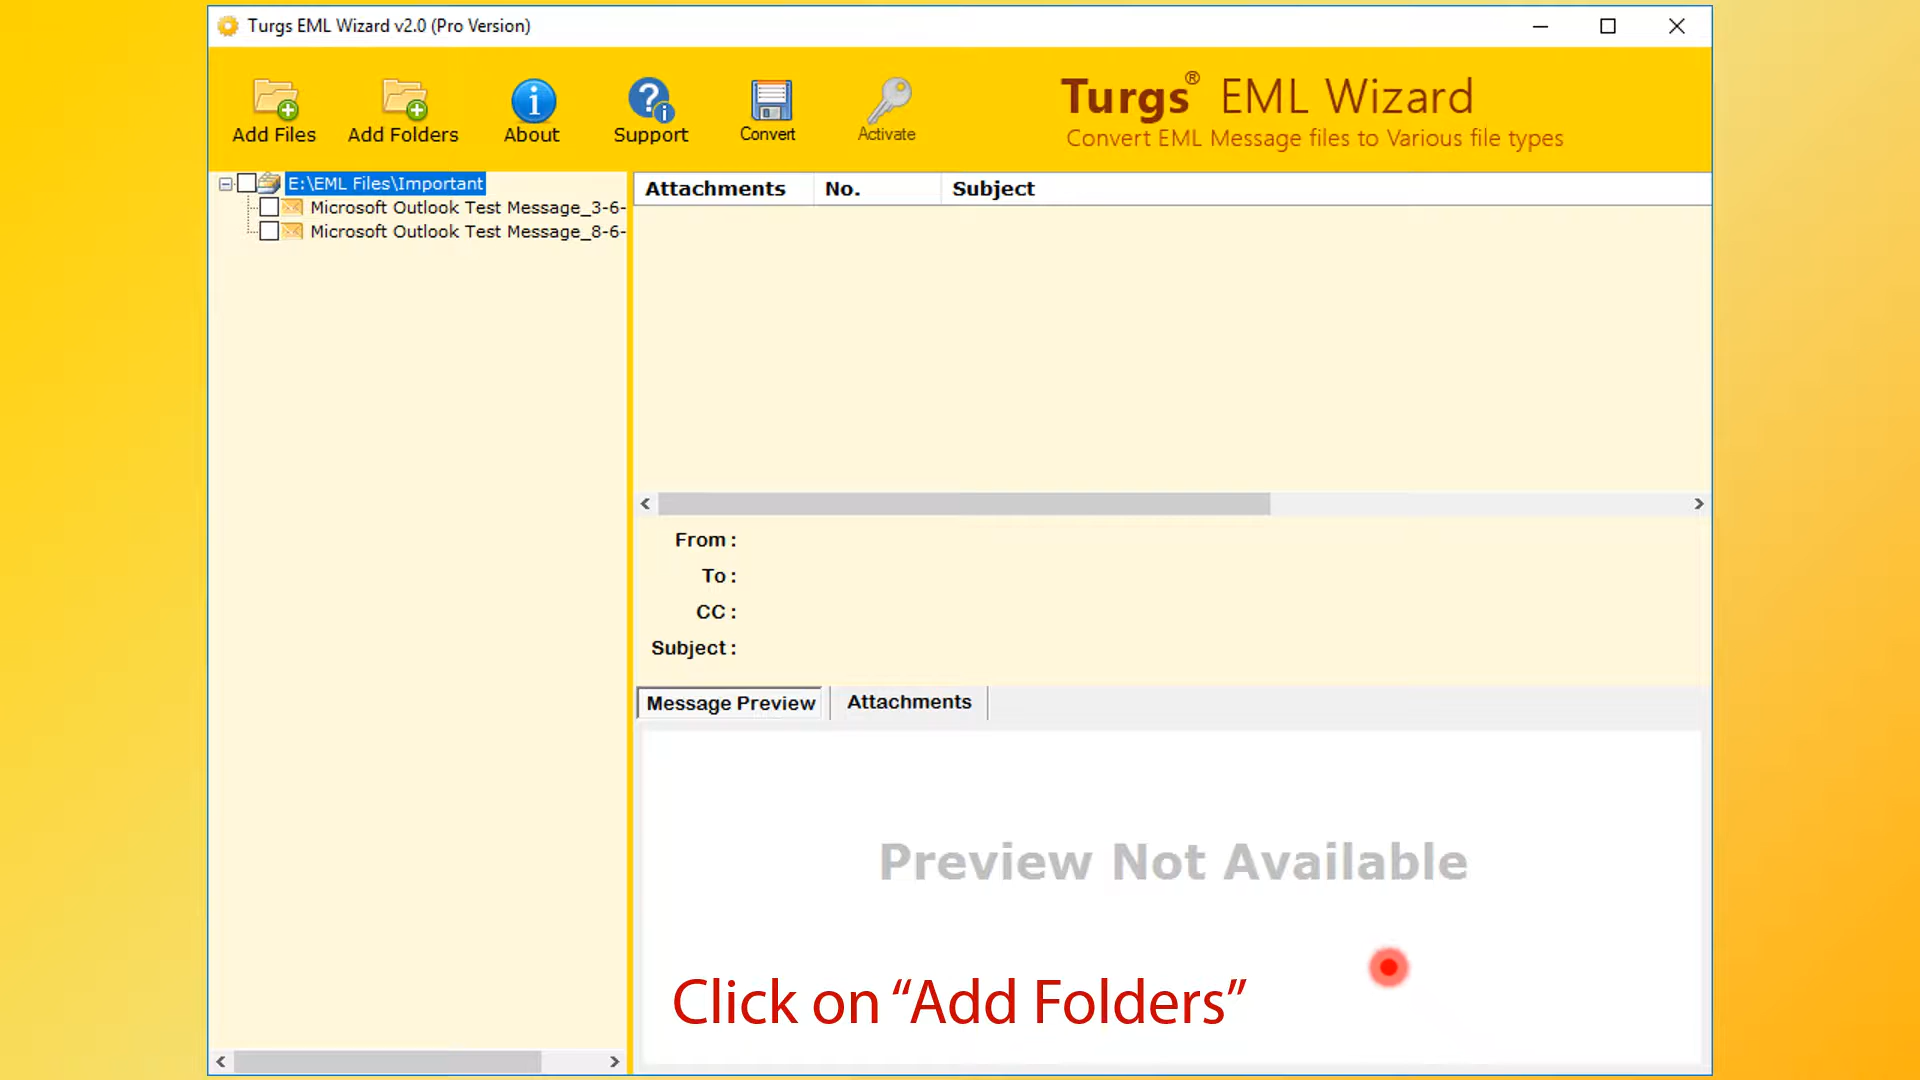 Turgs EML Wizard v2.0 (Pro Version)
Add Files
Add Folders
About
Support
Convert
Activate
Turgs® EML Wizard
Convert EML Message files to Various file types
E:\EML Files\Important
Microsoft Outlook Test Message_3-6-
Microsoft Outlook Test Message_8-6-
Attachments No. Subject
From :
To :
CC :
Subject :
Message Preview Attachments
Preview Not Available
Click on “Add Folders”